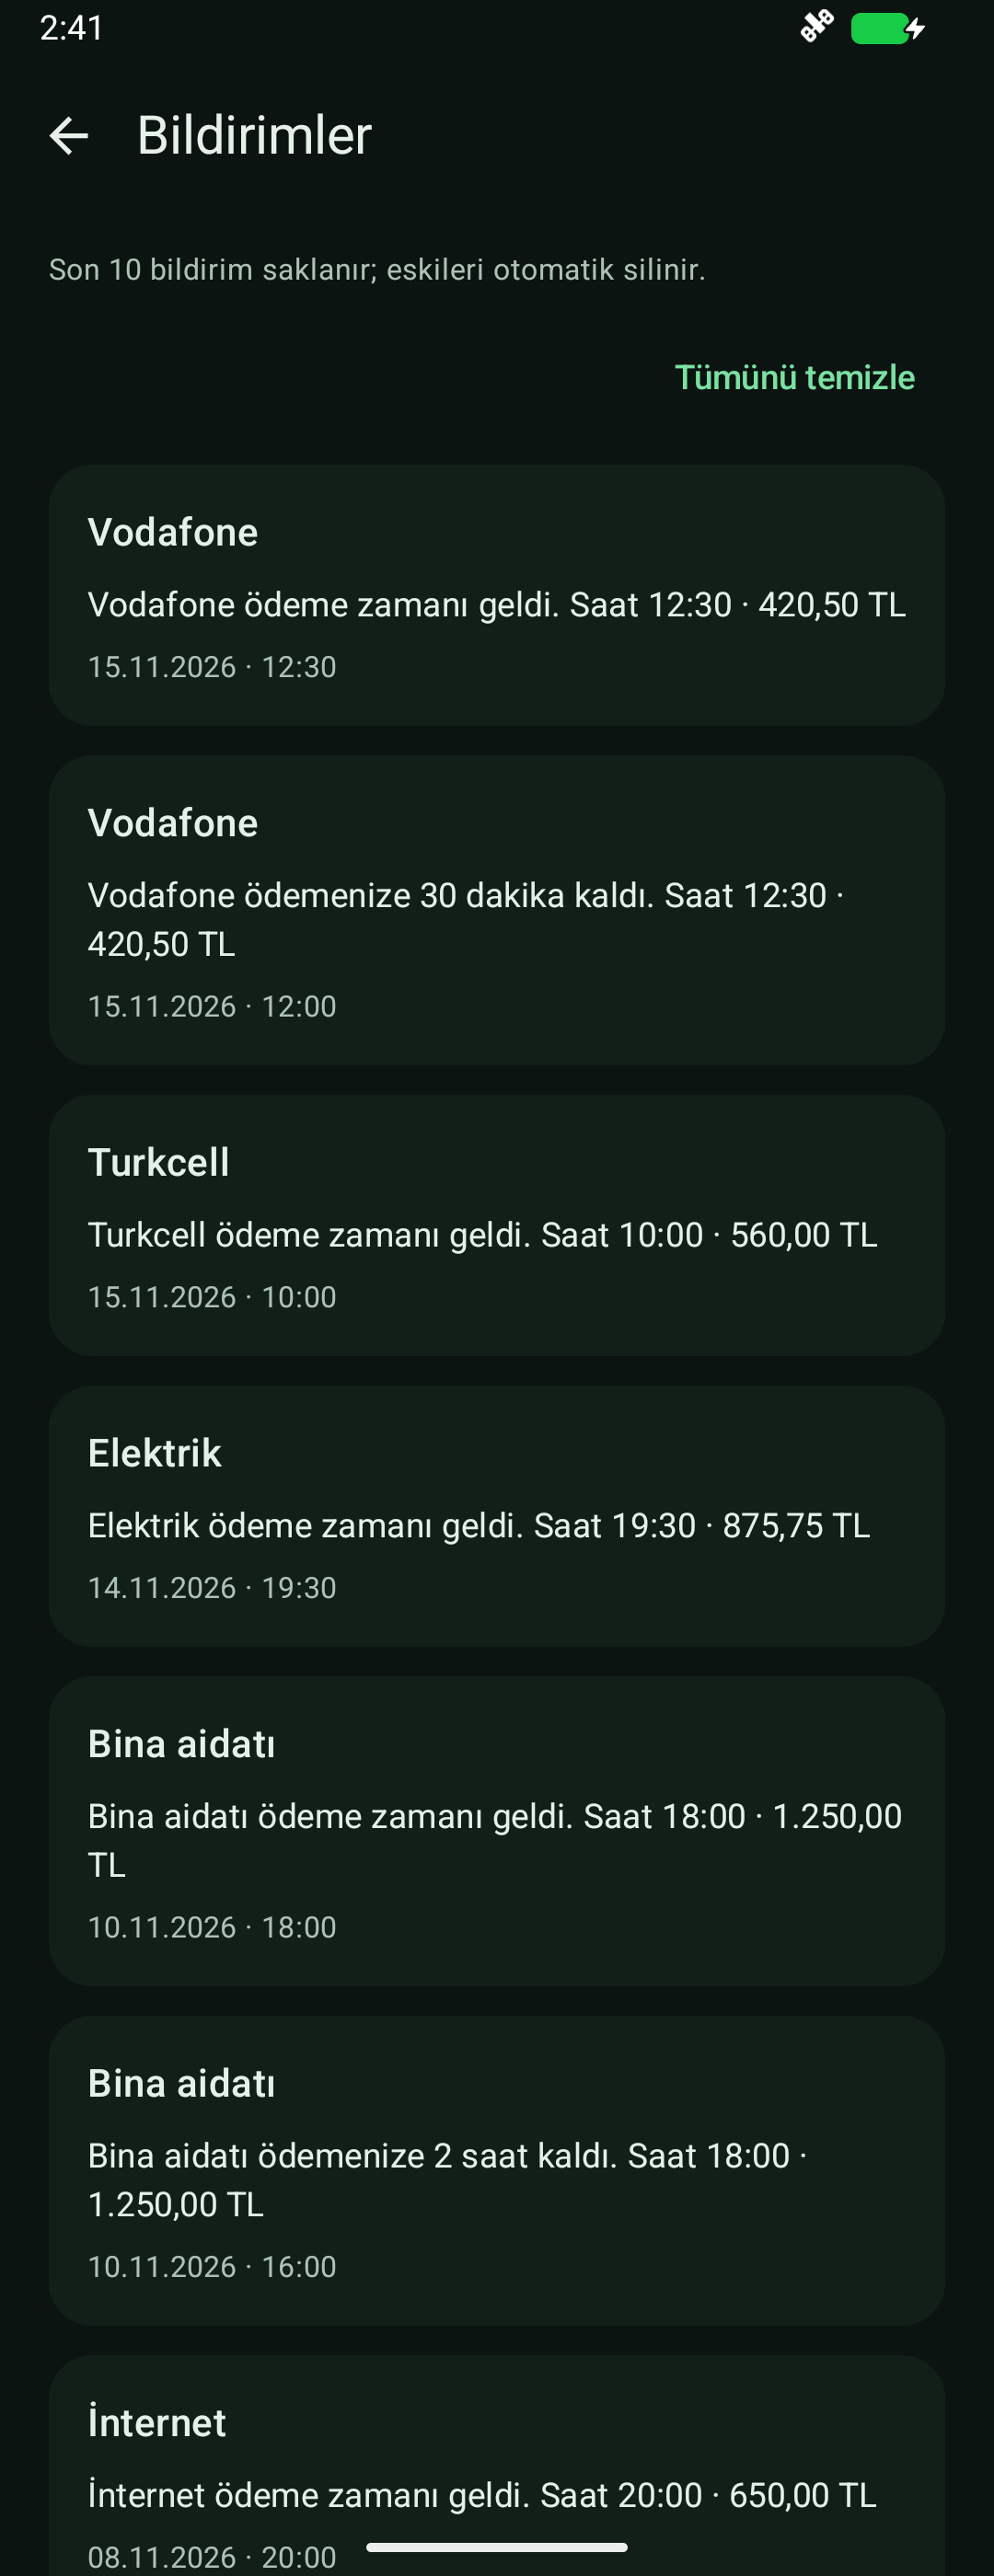 2:41
Bildirimler
Son 10 bildirim saklanır; eskileri otomatik silinir.
Tümünü temizle
Vodafone
Vodafone ödeme zamanı geldi. Saat 12:30 · 420,50 TL
15.11.2026 · 12:30
Vodafone
Vodafone ödemenize 30 dakika kaldı. Saat 12:30 ·
420,50 TL
15.11.2026 · 12:00
Turkcell
Turkcell ödeme zamanı geldi. Saat 10:00 · 560,00 TL
15.11.2026 · 10:00
Elektrik
Elektrik ödeme zamanı geldi. Saat 19:30 · 875,75 TL
14.11.2026 · 19:30
Bina aidatı
Bina aidatı ödeme zamanı geldi. Saat 18:00 · 1.250,00
TL
10.11.2026 · 18:00
Bina aidatı
Bina aidatı ödemenize 2 saat kaldı. Saat 18:00 ·
1.250,00 TL
10.11.2026 · 16:00
İnternet
İnternet ödeme zamanı geldi. Saat 20:00 · 650,00 TL
08.11.2026 · 20:00